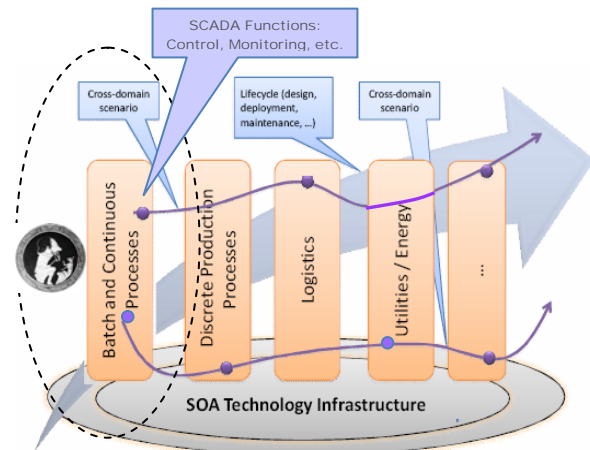 SCADA Functions:
Control, Monitoring, etc.
Cross-domain
scenario
Lifecycle (design,
deployment,
maintenance, ...)
Cross-domain
scenario
Batch and Continuous
Processes
Discrete Production
Processes
Logistics
Utilities / Energy
...
SOA Technology Infrastructure